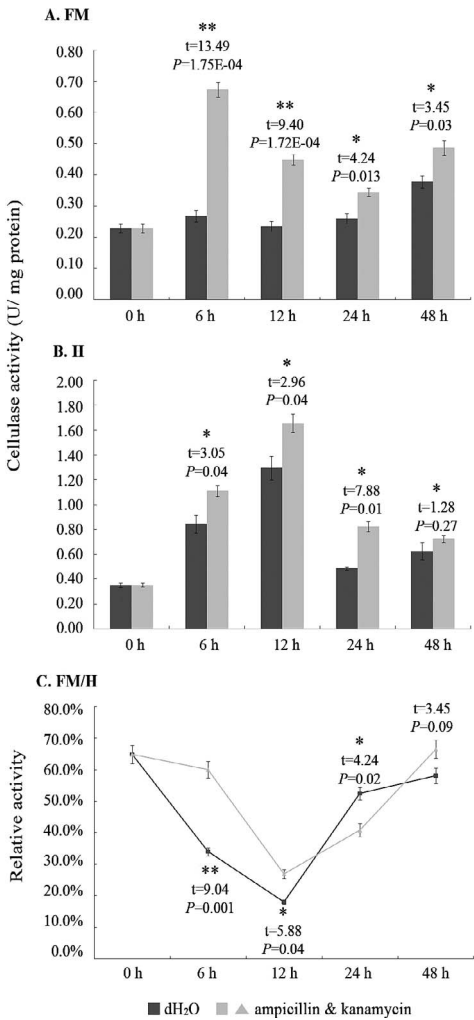 A. FM
Cellulase activity (U/ mg protein)
0.80
0.70
0.60
0.50
0.40
0.30
0.20
0.10
0.00
**
t=13.49
P=1.75E-04
**
t=9.40
P=1.72E-04
*
t=4.24
P=0.013
*
t=3.45
P=0.03
0 h 6 h 12 h 24 h 48 h
B. II
2.00
1.80
1.60
1.40
1.20
1.00
0.80
0.60
0.40
0.20
0.00
*
t=3.05
P=0.04
*
t=2.96
P=0.04
*
t=7.88
P=0.01
*
t=1.28
P=0.27
0 h 6 h 12 h 24 h 48 h
C. FM/H
Relative activity
80.0%
70.0%
60.0%
50.0%
40.0%
30.0%
20.0%
10.0%
0.0%
**
t=9.04
P=0.001
*
t=5.88
P=0.04
*
t=4.24
P=0.02
t=3.45
P=0.09
0 h 6 h 12 h 24 h 48 h
dH₂O ampicillin & kanamycin